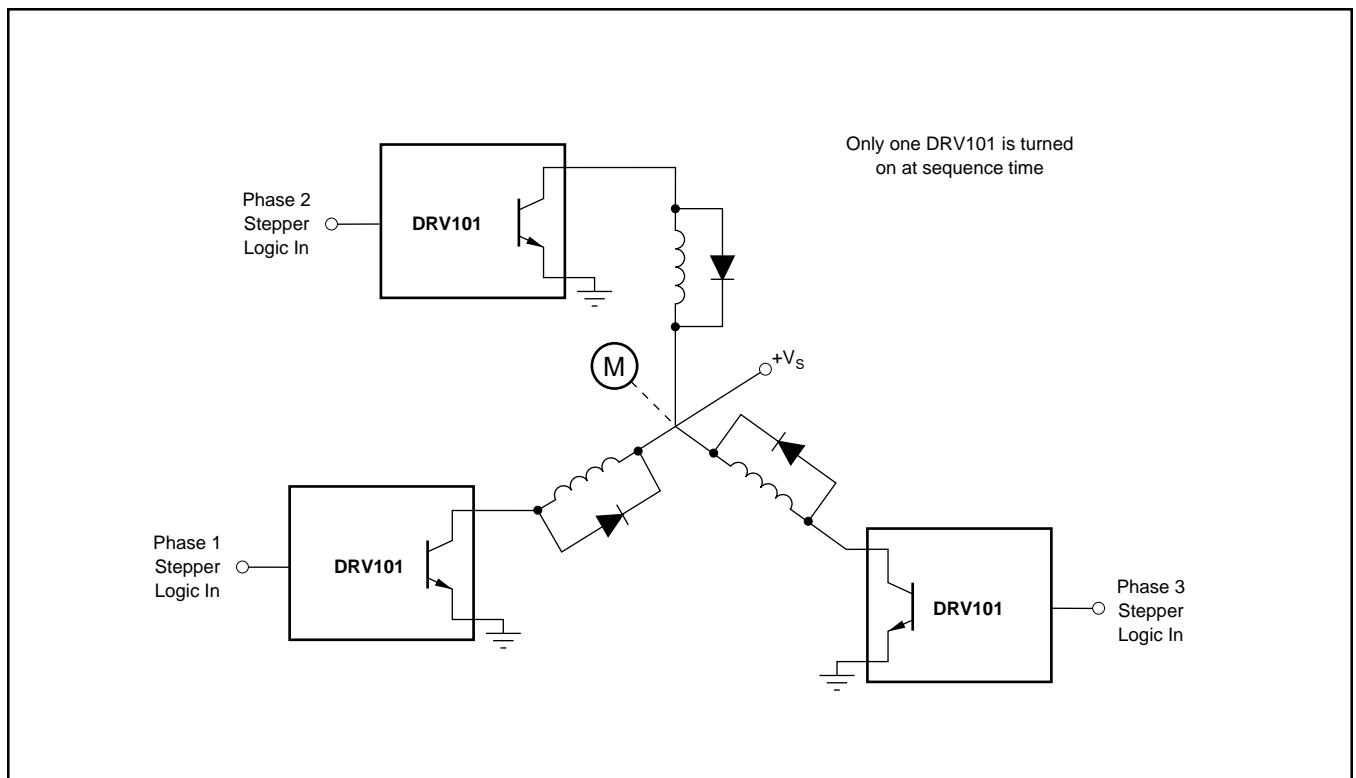 Only one DRV101 is turned
on at sequence time
Phase 2
Stepper
Logic In
DRV101
+VS
M
Phase 1
Stepper
Logic In
DRV101
DRV101
Phase 3
Stepper
Logic In